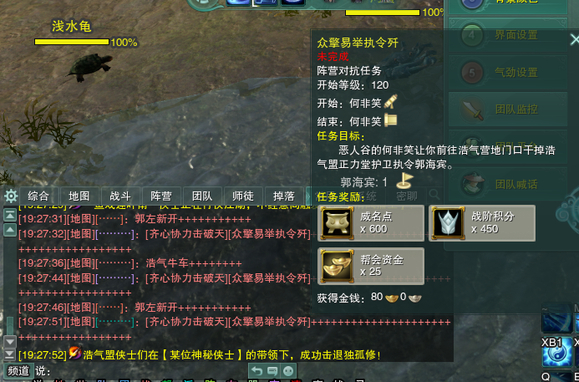 浅水龟
100%
100%
众擎易举执令歼
未完成
阵营对抗任务
开始等级：120
开始：何非笑
结束：何非笑
任务目标：
恶人谷的何非笑让你前往浩气营地门口干掉浩
气盟正力堂护卫执令郭海宾。
郭海宾：1
任务奖励：
威名点
x 600
战阶积分
x 450
帮会资金
x 25
获得金钱：80 0
界面设置
气劲设置
团队监控
团队喊话
综合 地图 战斗 阵营 团队 师徒 掉落
[19:27:31][地图][······]：郭左新开+++++++++++
[19:27:32][地图][······]：[齐心协力击破天][众擎易举执令歼]
[19:27:36][地图][······]：浩气牛车++++++++
[19:27:44][地图][······]：[齐心协力击破天][众擎易举执令歼]
[19:27:46][地图][······]：郭左新开+++++++++++
[19:27:51][地图][······]：[齐心协力击破天][众擎易举执令歼]
[19:27:52] 浩气盟侠士们在【某位神秘侠士】的带领下，成功击退独孤修！
频道 说：
XB1
XB